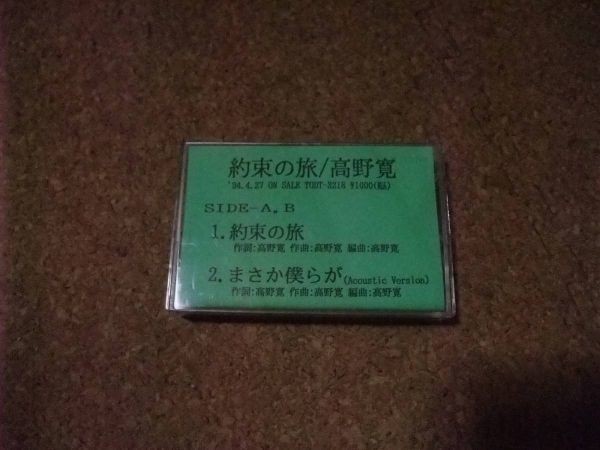 約束の旅/高野寛
'94.4.27 ON SALE TODT-3218 ¥1000(税込)
SIDE-A,B
1.約束の旅
作詞:高野寛 作曲:高野寛 編曲:高野寛
2.まさか僕らが(Acoustic Version)
作詞:高野寛 作曲:高野寛 編曲:高野寛